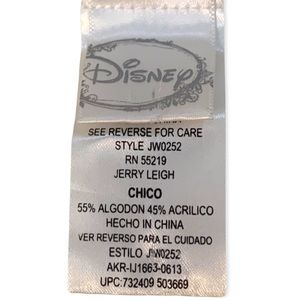 Disney
SEE REVERSE FOR CARE
STYLE JW0252
RN 55219
JERRY LEIGH
CHICO
55% ALGODON 45% ACRILICO
HECHO IN CHINA
VER REVERSO PARA EL CUIDADO
ESTILO JW0252
AKR-IJ1663-0613
UPC:732409 503669